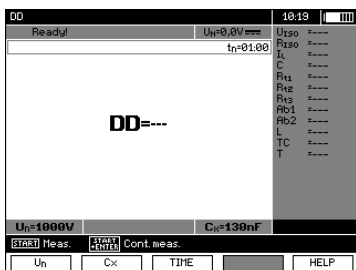 DD 10:19
Ready! UN=0,0V
tn=01:00
DD=---
UISO =---
RISO =---
IL =---
C =---
Rt1 =---
Rt2 =---
Rt3 =---
Ab1 =---
Ab2 =---
L =---
TC =---
T =---
Un=1000V CX=130nF
START Meas. START +ENTER Cont.meas.
Un Cx TIME HELP